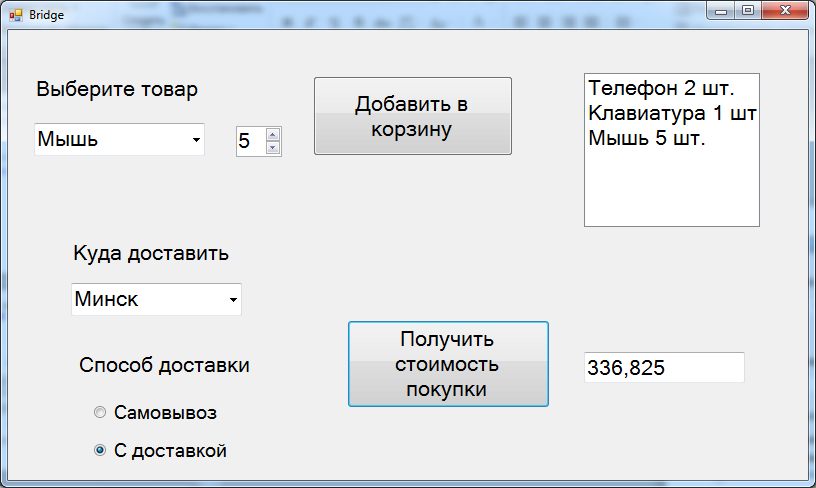 Bridge
Выберите товар
Мышь
5
Добавить в
корзину
Телефон 2 шт.
Клавиатура 1 шт
Мышь 5 шт.
Куда доставить
Минск
Способ доставки
Самовывоз
С доставкой
Получить
стоимость
покупки
336,825